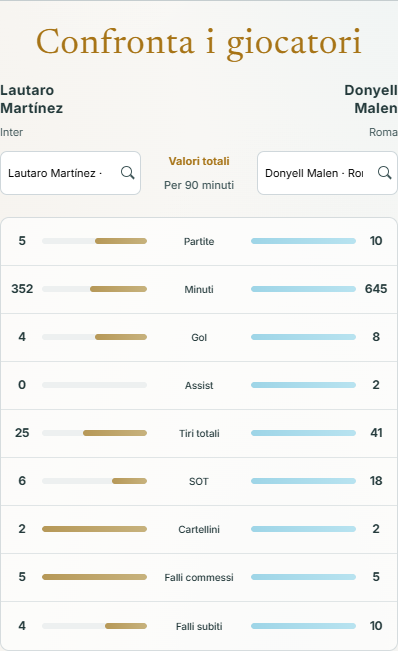 Confronta i giocatori
Lautaro
Martínez
Inter
Donyell
Malen
Roma
Lautaro Martínez ·
Valori totali
Per 90 minuti
Donyell Malen · Ror
5 Partite 10
352 Minuti 645
4 Gol 8
0 Assist 2
25 Tiri totali 41
6 SOT 18
2 Cartellini 2
5 Falli commessi 5
4 Falli subiti 10